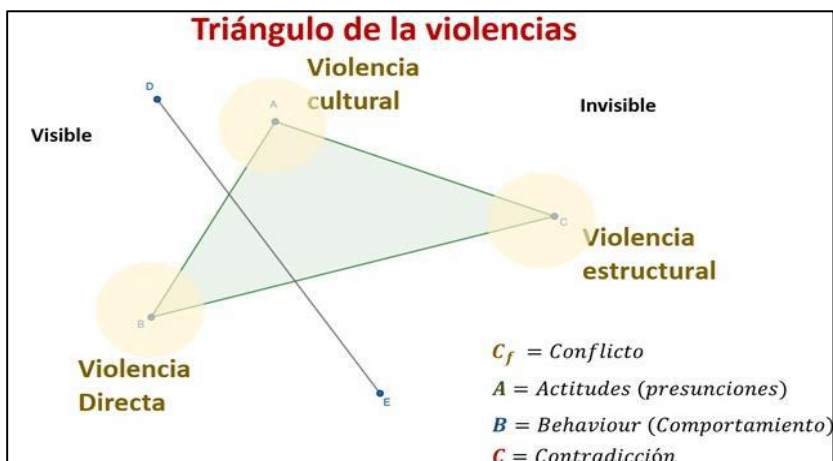 Triángulo de la violencias
Violencia
cultural
D
A
Visible
Invisible
C
Violencia
estructural
B
Violencia
Directa
E
C_f = Conflicto
A = Actitudes (presunciones)
B = Behaviour (Comportamiento)
C = Contradicción